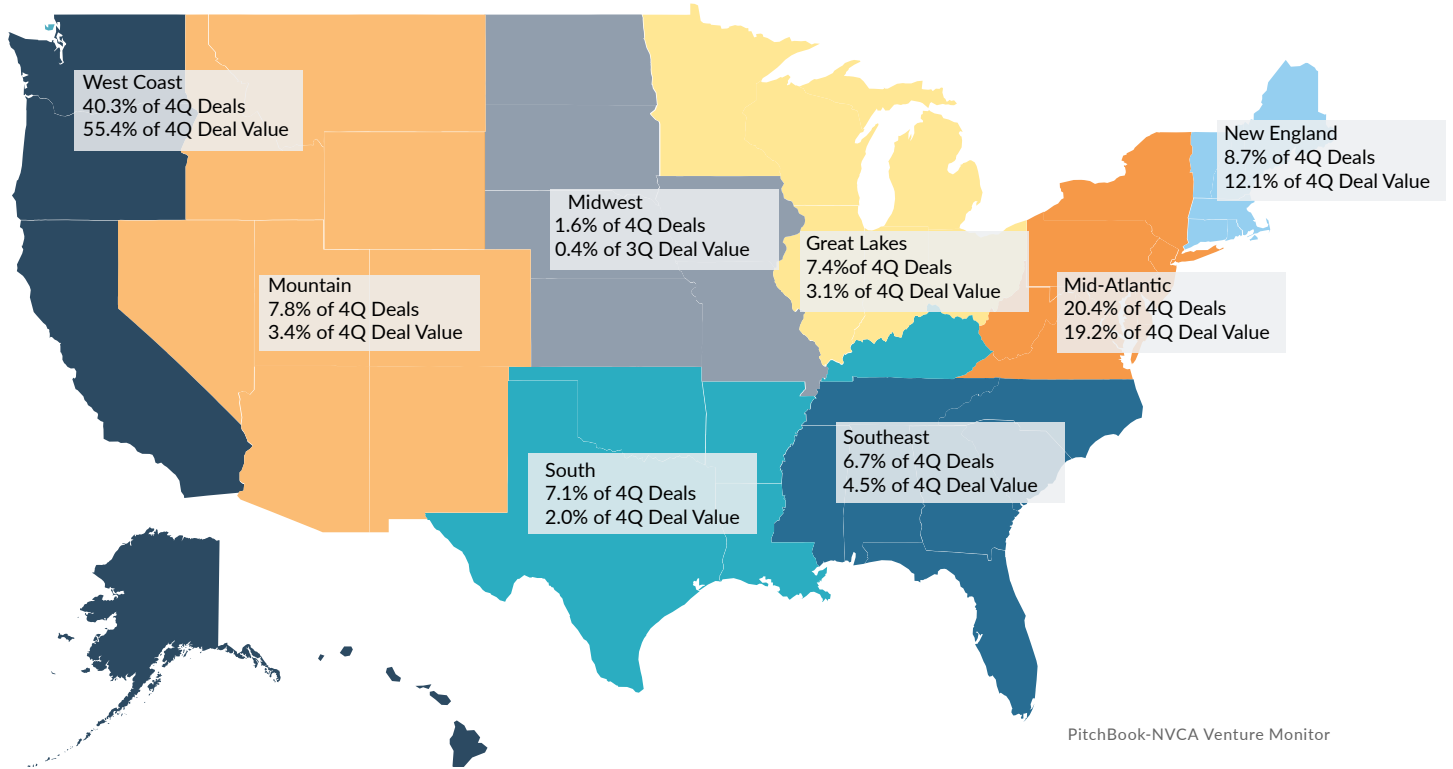 West Coast
40.3% of 4Q Deals
55.4% of 4Q Deal Value
New England
8.7% of 4Q Deals
12.1% of 4Q Deal Value
Midwest
1.6% of 4Q Deals
0.4% of 3Q Deal Value
Great Lakes
7.4%of 4Q Deals
3.1% of 4Q Deal Value
Mountain
7.8% of 4Q Deals
3.4% of 4Q Deal Value
Mid-Atlantic
20.4% of 4Q Deals
19.2% of 4Q Deal Value
Southeast
6.7% of 4Q Deals
4.5% of 4Q Deal Value
South
7.1% of 4Q Deals
2.0% of 4Q Deal Value
PitchBook-NVCA Venture Monitor